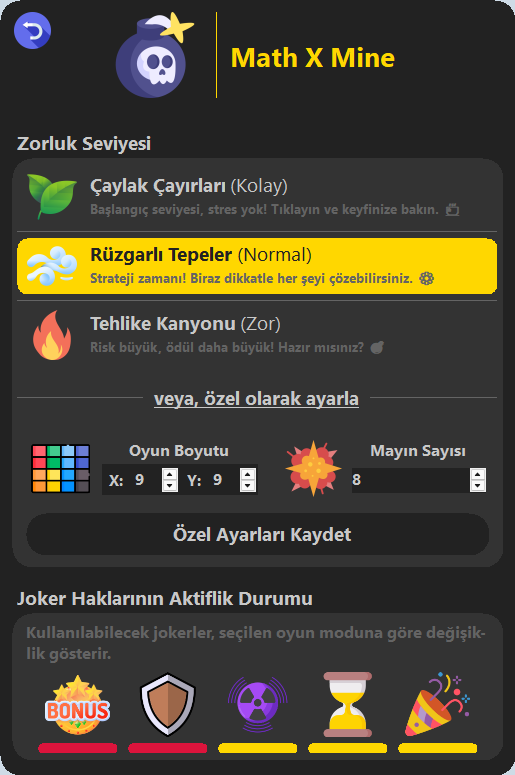 Math X Mine
Zorluk Seviyesi
Çaylak Çayırları (Kolay)
Başlangıç seviyesi, stres yok! Tıklayın ve keyfinize bakın.
Rüzgarlı Tepeler (Normal)
Strateji zamanı! Biraz dikkatle her şeyi çözebilirsiniz.
Tehlike Kanyonu (Zor)
Risk büyük, ödül daha büyük! Hazır mısınız?
veya, özel olarak ayarla
Oyun Boyutu
X: 9 Y: 9
Mayın Sayısı
8
Özel Ayarları Kaydet
Joker Haklarının Aktiflik Durumu
Kullanılabilecek jokerler, seçilen oyun moduna göre değişik-
lik gösterir.
BONUS